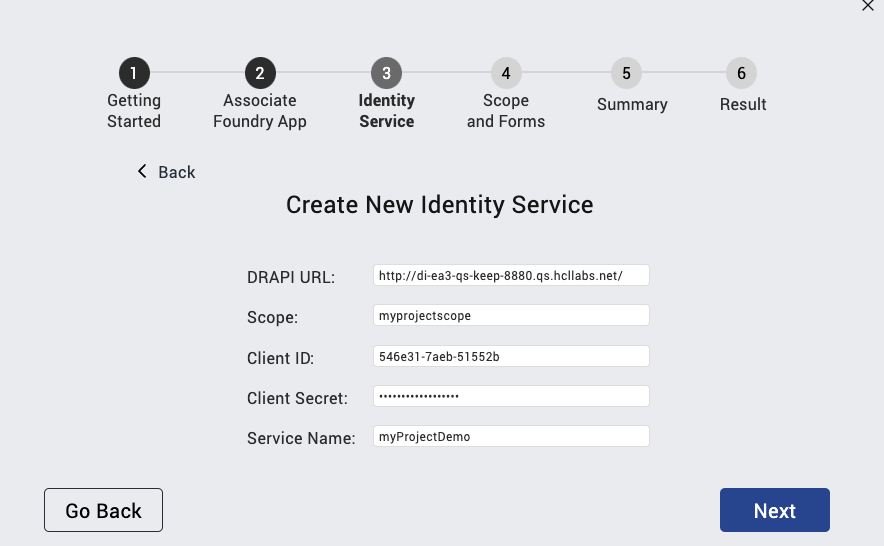 1 2 3 4 5 6
Getting Associate Identity Scope Summary Result
Started Foundry App Service and Forms
Back
Create New Identity Service
DRAPI URL: http://di-ea3-qs-keep-8880.qs.hcllabs.net/
Scope: myprojectscope
Client ID: 546e31-7aeb-51552b
Client Secret: ••••••••••••••••••
Service Name: myProjectDemo
Go Back Next